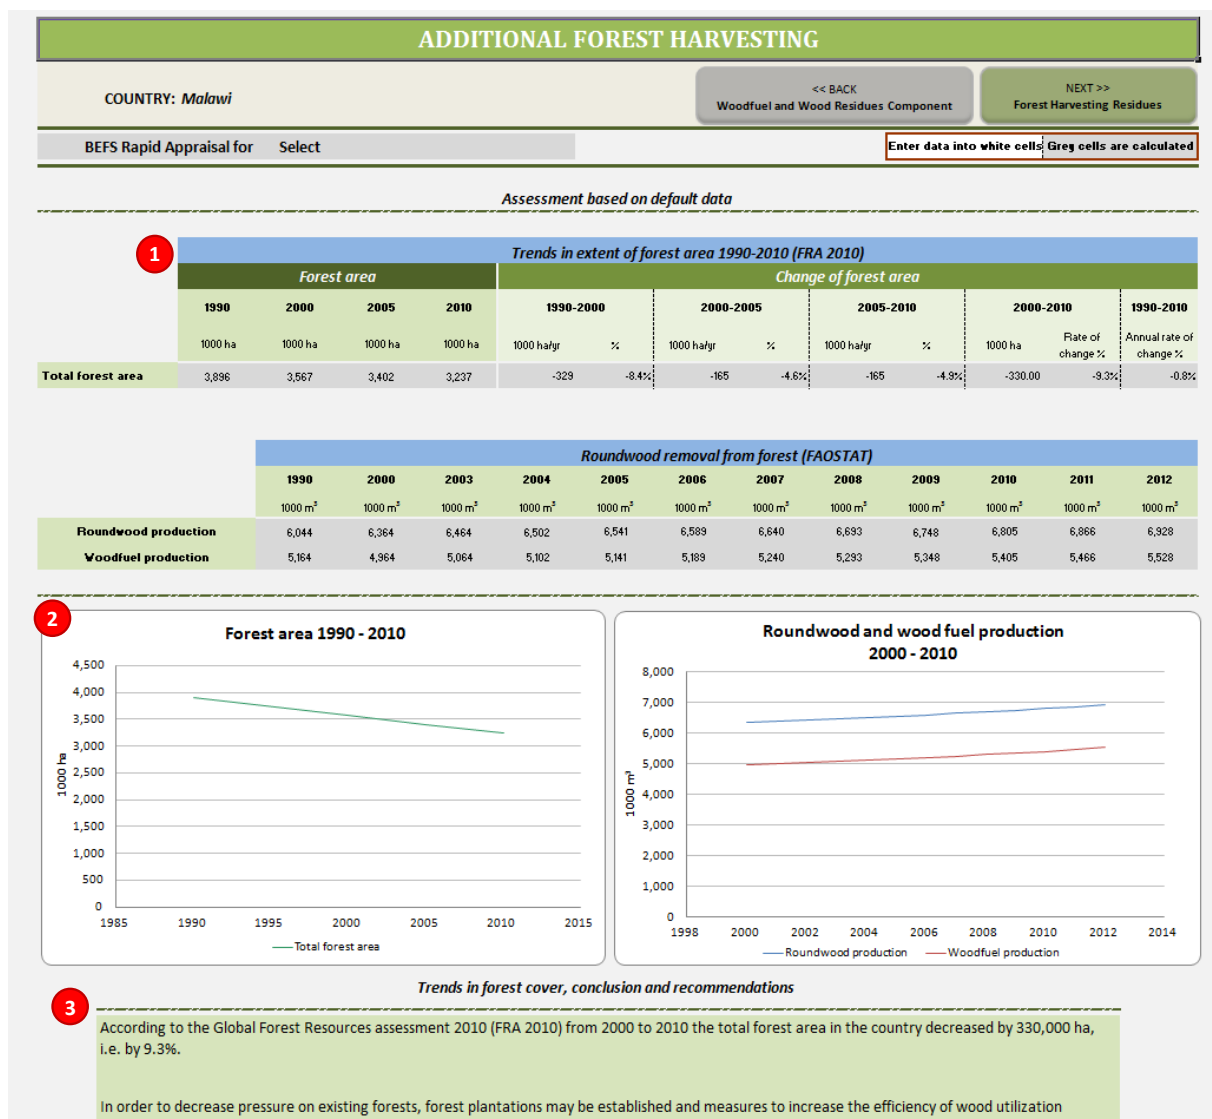 ADDITIONAL FOREST HARVESTING
COUNTRY: Malawi
<< BACK
Woodfuel and Wood Residues Component
NEXT >>
Forest Harvesting Residues
BEFS Rapid Appraisal for Select
Enter data into white cells Grey cells are calculated
Assessment based on default data
1
Trends in extent of forest area 1990-2010 (FRA 2010)
Forest area Change of forest area
1990 2000 2005 2010 1990-2000 2000-2005 2005-2010 2000-2010 1990-2010
1000 ha 1000 ha 1000 ha 1000 ha 1000 ha/yr % 1000 ha/yr % 1000 ha/yr % 1000 ha Rate of change % Annual rate of change %
Total forest area 3,896 3,567 3,402 3,237 -329 -8.4% -165 -4.6% -165 -4.9% -330.00 -9.3% -0.8%
Roundwood removal from forest (FAOSTAT)
1990 2000 2003 2004 2005 2006 2007 2008 2009 2010 2011 2012
1000 m³ 1000 m³ 1000 m³ 1000 m³ 1000 m³ 1000 m³ 1000 m³ 1000 m³ 1000 m³ 1000 m³ 1000 m³ 1000 m³
Roundwood production 6,044 6,364 6,464 6,502 6,541 6,589 6,640 6,693 6,748 6,805 6,866 6,928
Woodfuel production 5,164 4,964 5,064 5,102 5,141 5,189 5,240 5,293 5,348 5,405 5,466 5,528
2
Forest area 1990 - 2010
4,500
4,000
3,500
3,000
2,500
2,000
1,500
1,000
500
0
1000 ha
1985 1990 1995 2000 2005 2010 2015
Total forest area
Roundwood and wood fuel production
2000 - 2010
8,000
7,000
6,000
5,000
4,000
3,000
2,000
1,000
0
1000 m³
1998 2000 2002 2004 2006 2008 2010 2012 2014
Roundwood production Woodfuel production
Trends in forest cover, conclusion and recommendations
3
According to the Global Forest Resources assessment 2010 (FRA 2010) from 2000 to 2010 the total forest area in the country decreased by 330,000 ha,
i.e. by 9.3%.
In order to decrease pressure on existing forests, forest plantations may be established and measures to increase the efficiency of wood utilization